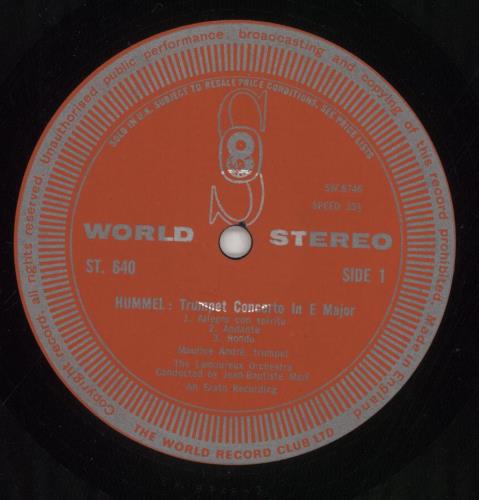 Copyright record, all rights reserved. Unauthorised public performance, broadcasting and copying of this record prohibited. Made in England
SOLD IN U.K. SUBJECT TO RESALE PRICE CONDITIONS, SEE PRICE LISTS
SW.8746
SPEED 33⅓
WORLD STEREO
ST. 640 SIDE 1
HUMMEL: Trumpet Concerto In E Major
1. Allegro con spirito
2. Andante
3. Rondo
Maurice André, trumpet
The Lamoureux Orchestra
Conducted by Jean-Baptiste Mari
An Erato Recording
THE WORLD RECORD CLUB LTD